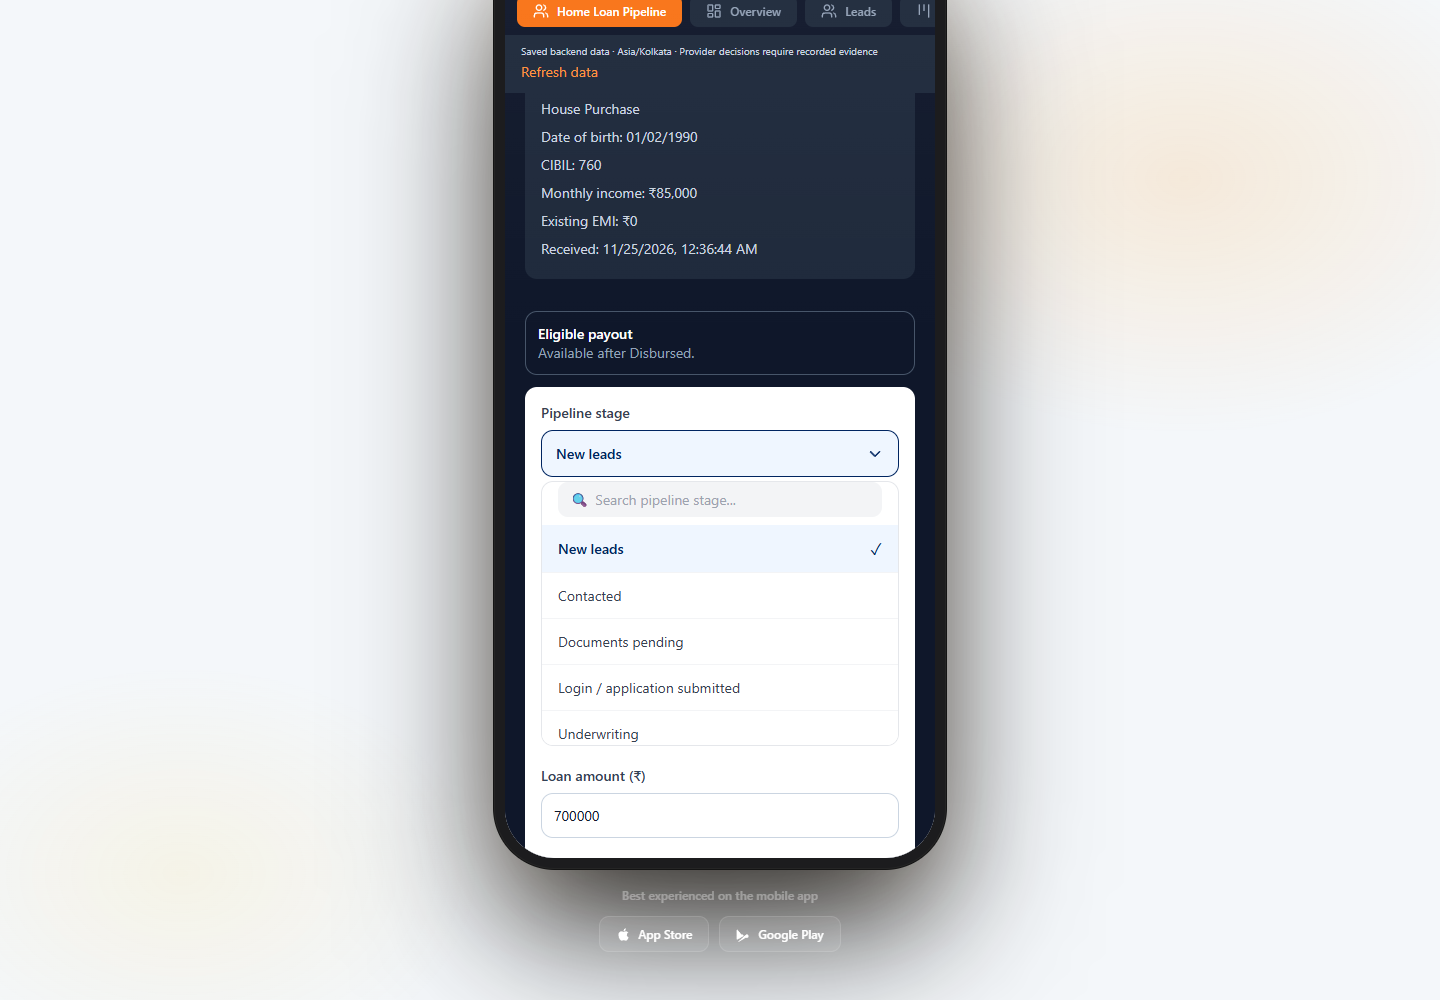 Home Loan Pipeline
Overview
Leads
Saved backend data · Asia/Kolkata · Provider decisions require recorded evidence
Refresh data
House Purchase
Date of birth: 01/02/1990
CIBIL: 760
Monthly income: ₹85,000
Existing EMI: ₹0
Received: 11/25/2026, 12:36:44 AM
Eligible payout
Available after Disbursed.
Pipeline stage
New leads
Search pipeline stage...
New leads
Contacted
Documents pending
Login / application submitted
Underwriting
Loan amount (₹)
700000
Best experienced on the mobile app
App Store
Google Play